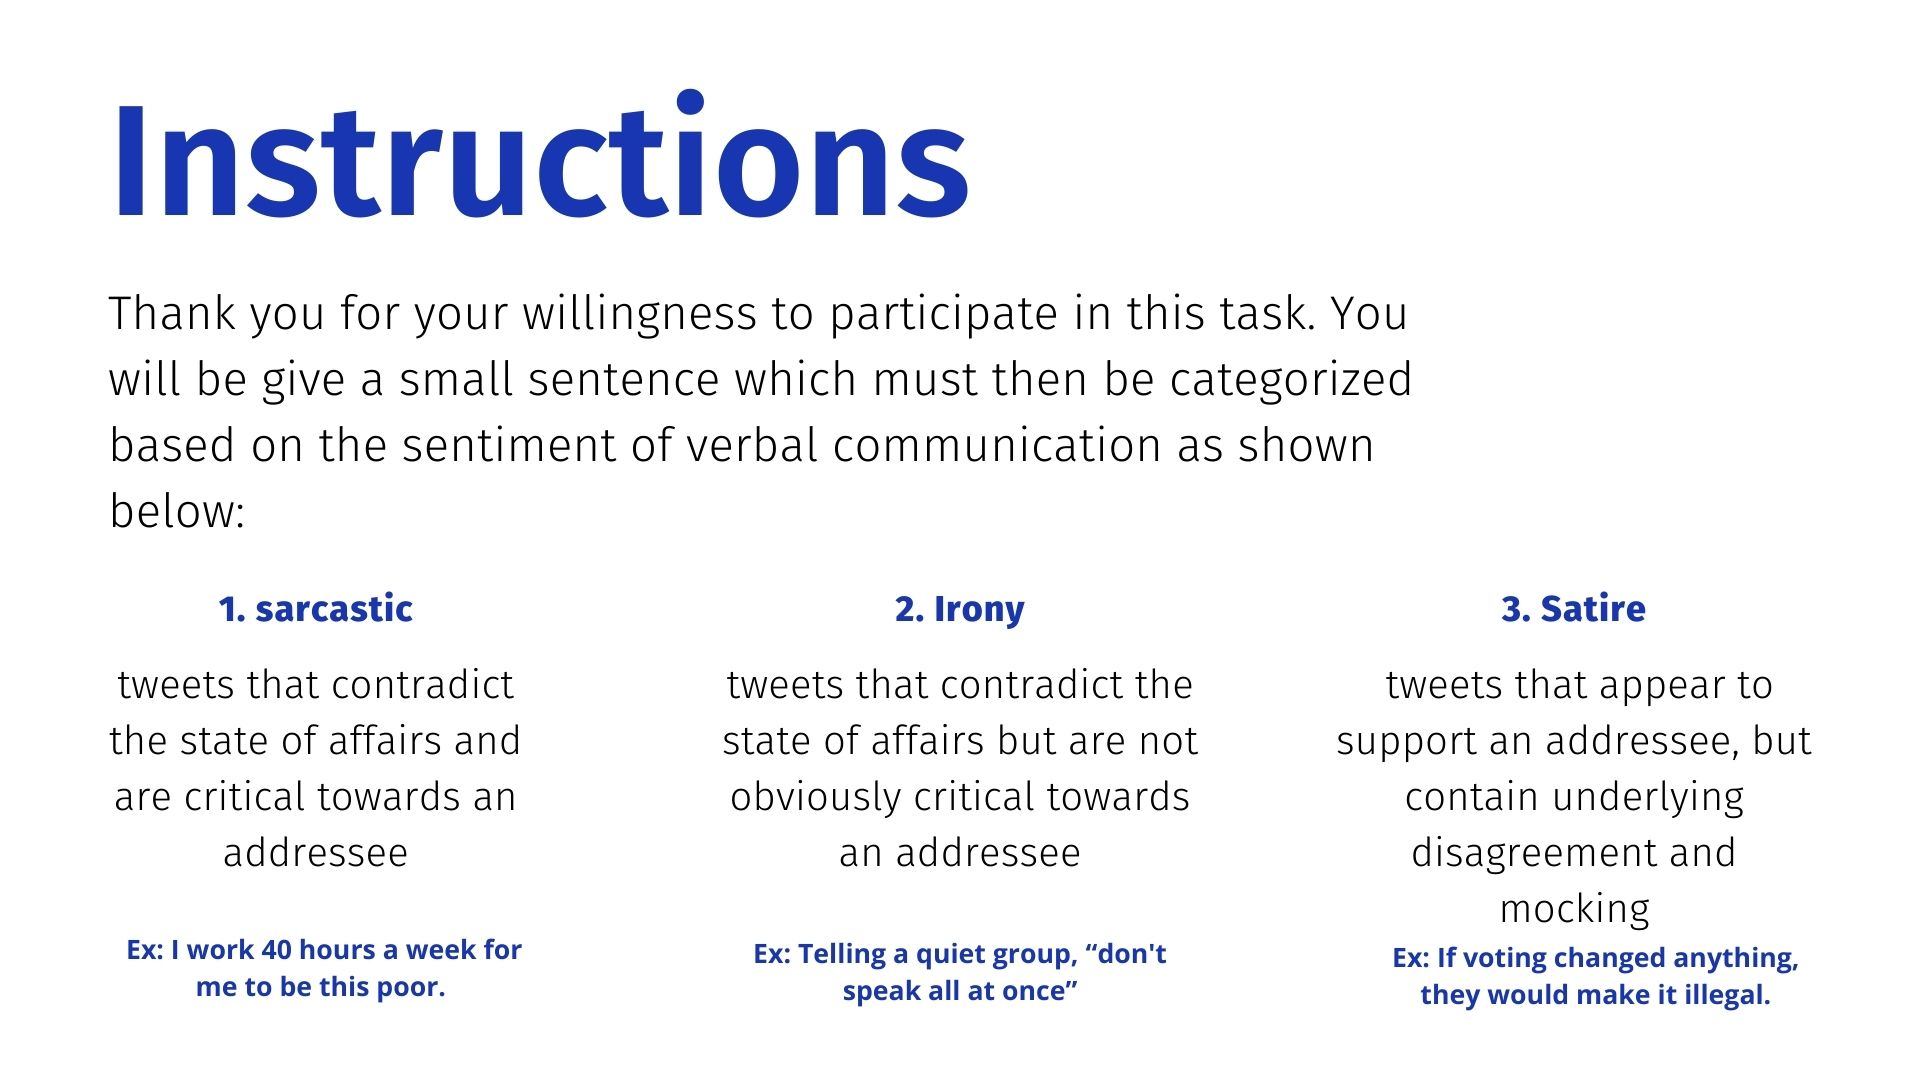 Instructions
Thank you for your willingness to participate in this task. You
will be give a small sentence which must then be categorized
based on the sentiment of verbal communication as shown
below:
1. sarcastic
tweets that contradict
the state of affairs and
are critical towards an
addressee
Ex: I work 40 hours a week for
me to be this poor.
2. Irony
tweets that contradict the
state of affairs but are not
obviously critical towards
an addressee
Ex: Telling a quiet group, “don't
speak all at once”
3. Satire
tweets that appear to
support an addressee, but
contain underlying
disagreement and
mocking
Ex: If voting changed anything,
they would make it illegal.